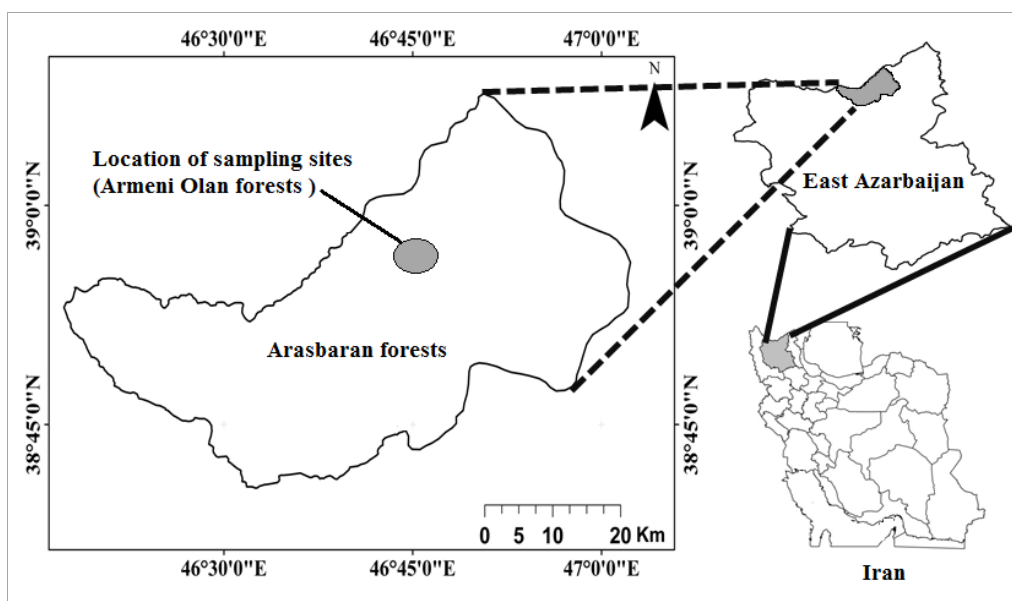 46°30'0"E
46°45'0"E
47°0'0"E
N
Location of sampling sites
(Armeni Olan forests )
39°0'0"N
39°0'0"N
East Azarbaijan
Arasbaran forests
38°45'0"N
38°45'0"N
0 5 10 20 Km
46°30'0"E
46°45'0"E
47°0'0"E
Iran